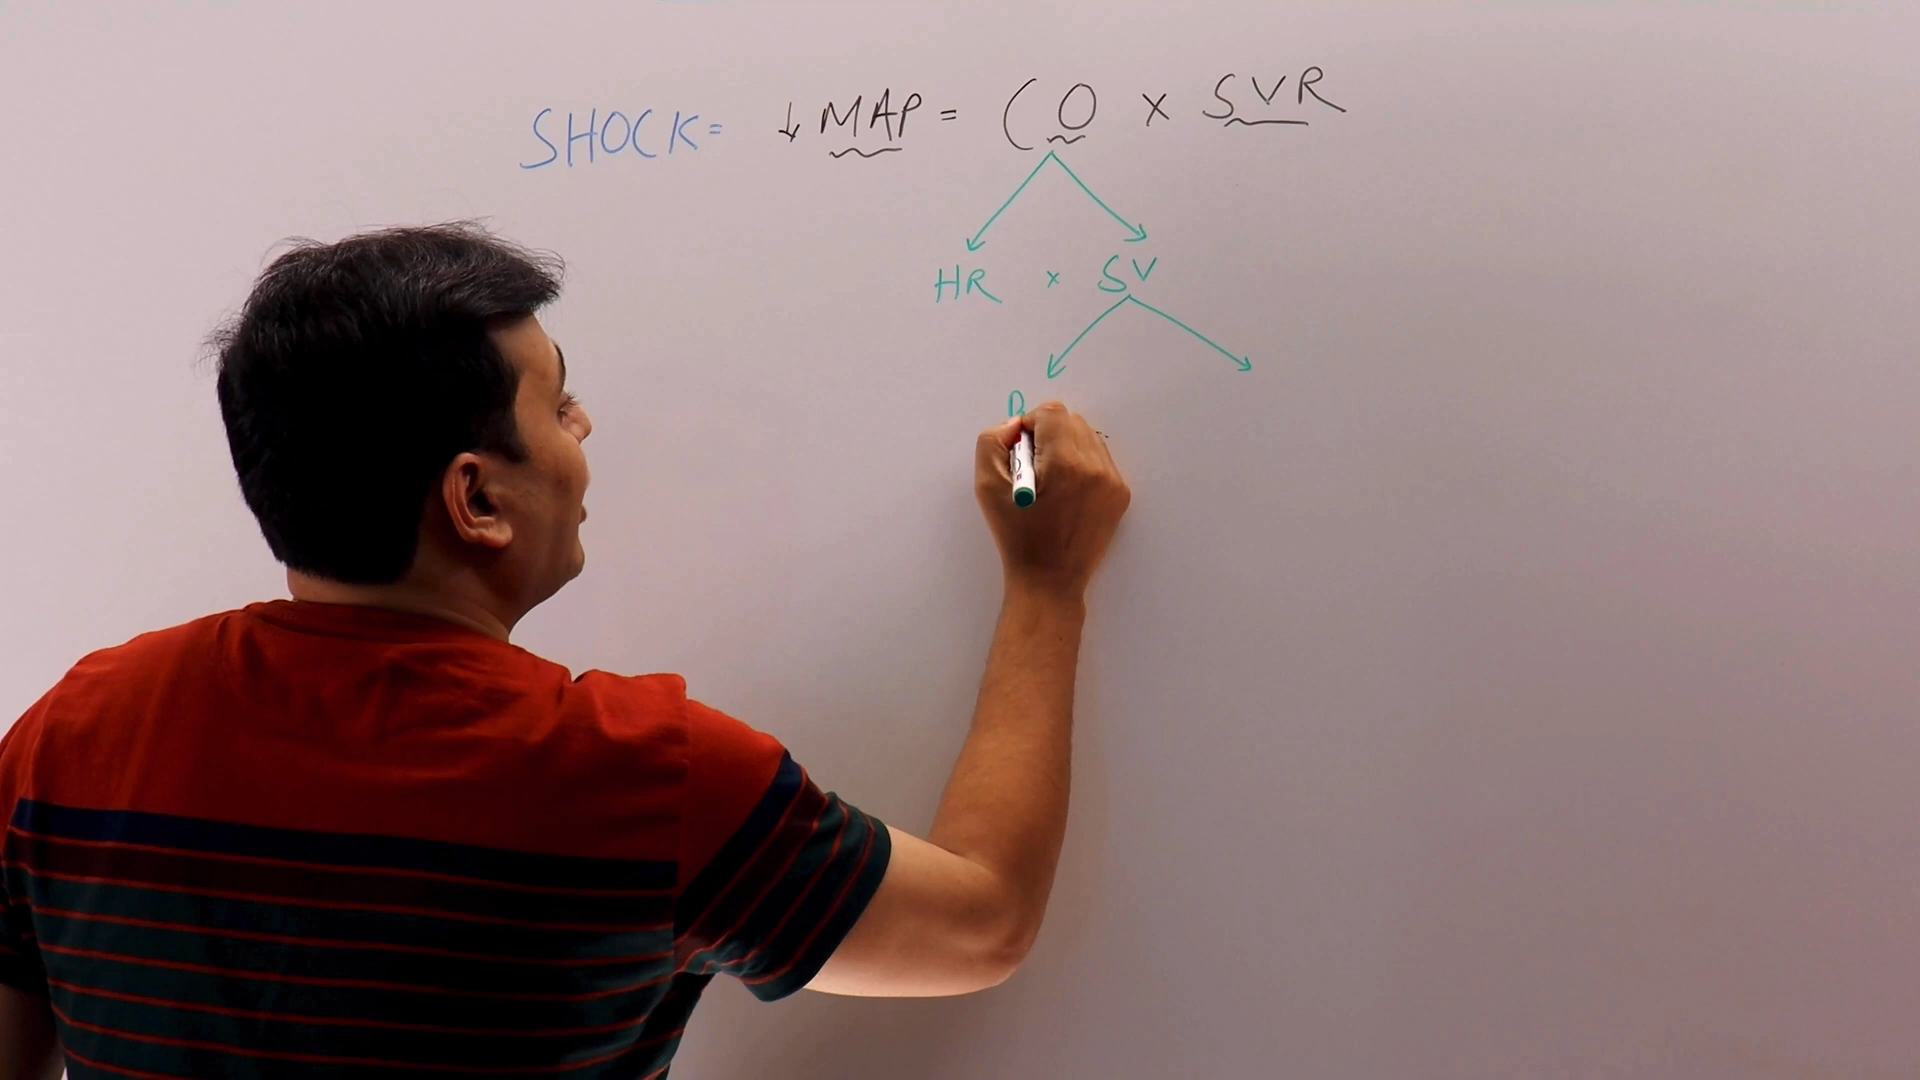 SHOCK = ↓ MAP = CO x SVR
HR x SV